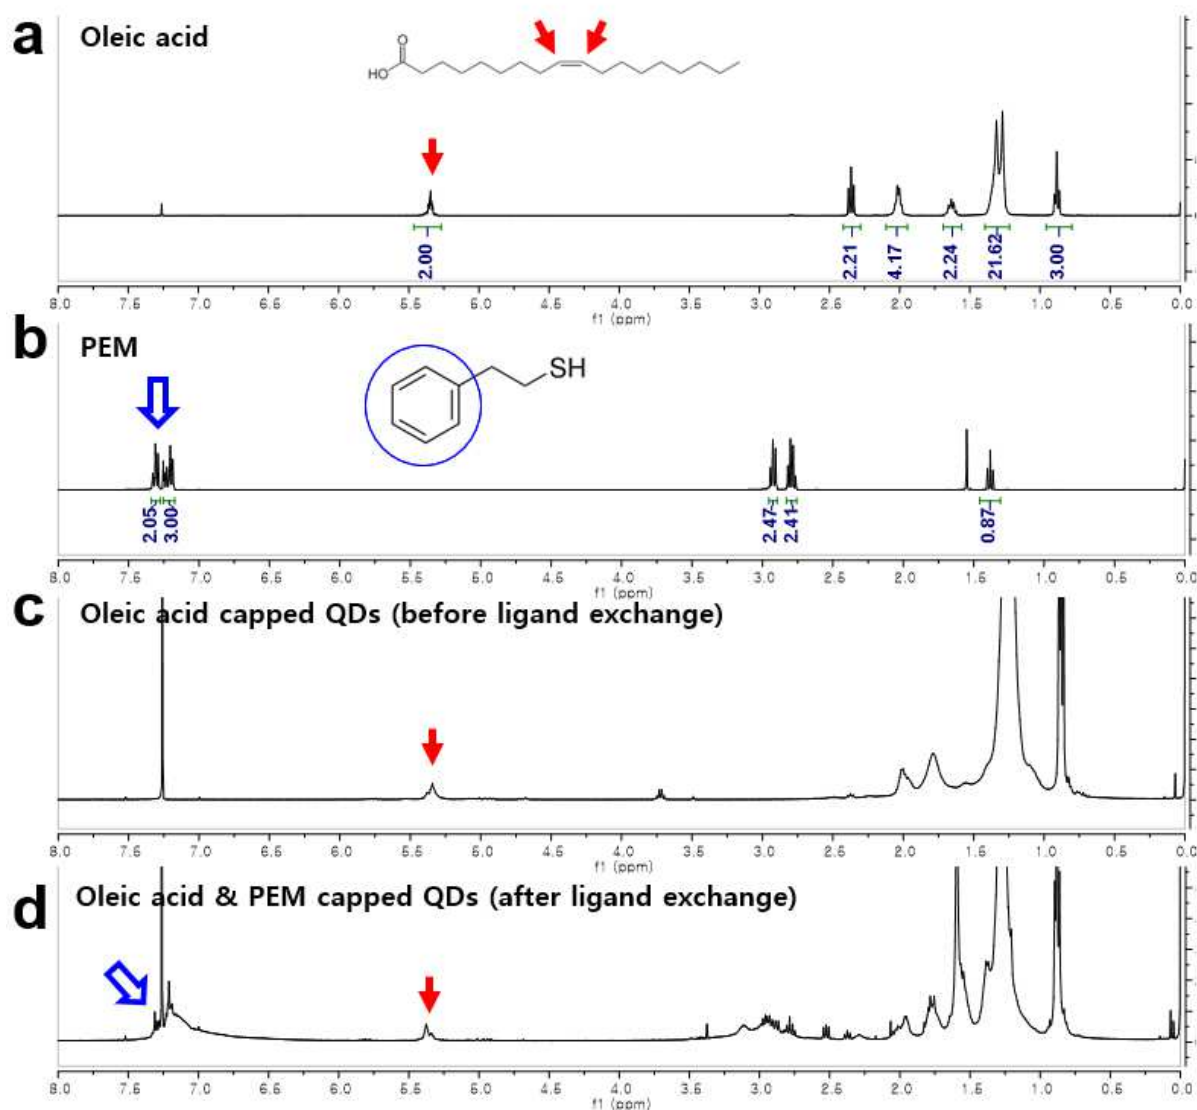 a Oleic acid
O
HO
2.00
2.21
4.17
2.24
21.62
3.00
8.0 7.5 7.0 6.5 6.0 5.5 5.0 4.5 4.0 3.5 3.0 2.5 2.0 1.5 1.0 0.5 0.0
f1 (ppm)
b PEM
SH
2.05
3.00
2.47
2.41
0.87
8.0 7.5 7.0 6.5 6.0 5.5 5.0 4.5 4.0 3.5 3.0 2.5 2.0 1.5 1.0 0.5 0.0
f1 (ppm)
c Oleic acid capped QDs (before ligand exchange)
8.0 7.5 7.0 6.5 6.0 5.5 5.0 4.5 4.0 3.5 3.0 2.5 2.0 1.5 1.0 0.5 0.0
f1 (ppm)
d Oleic acid & PEM capped QDs (after ligand exchange)
8.0 7.5 7.0 6.5 6.0 5.5 5.0 4.5 4.0 3.5 3.0 2.5 2.0 1.5 1.0 0.5 0.0
f1 (ppm)